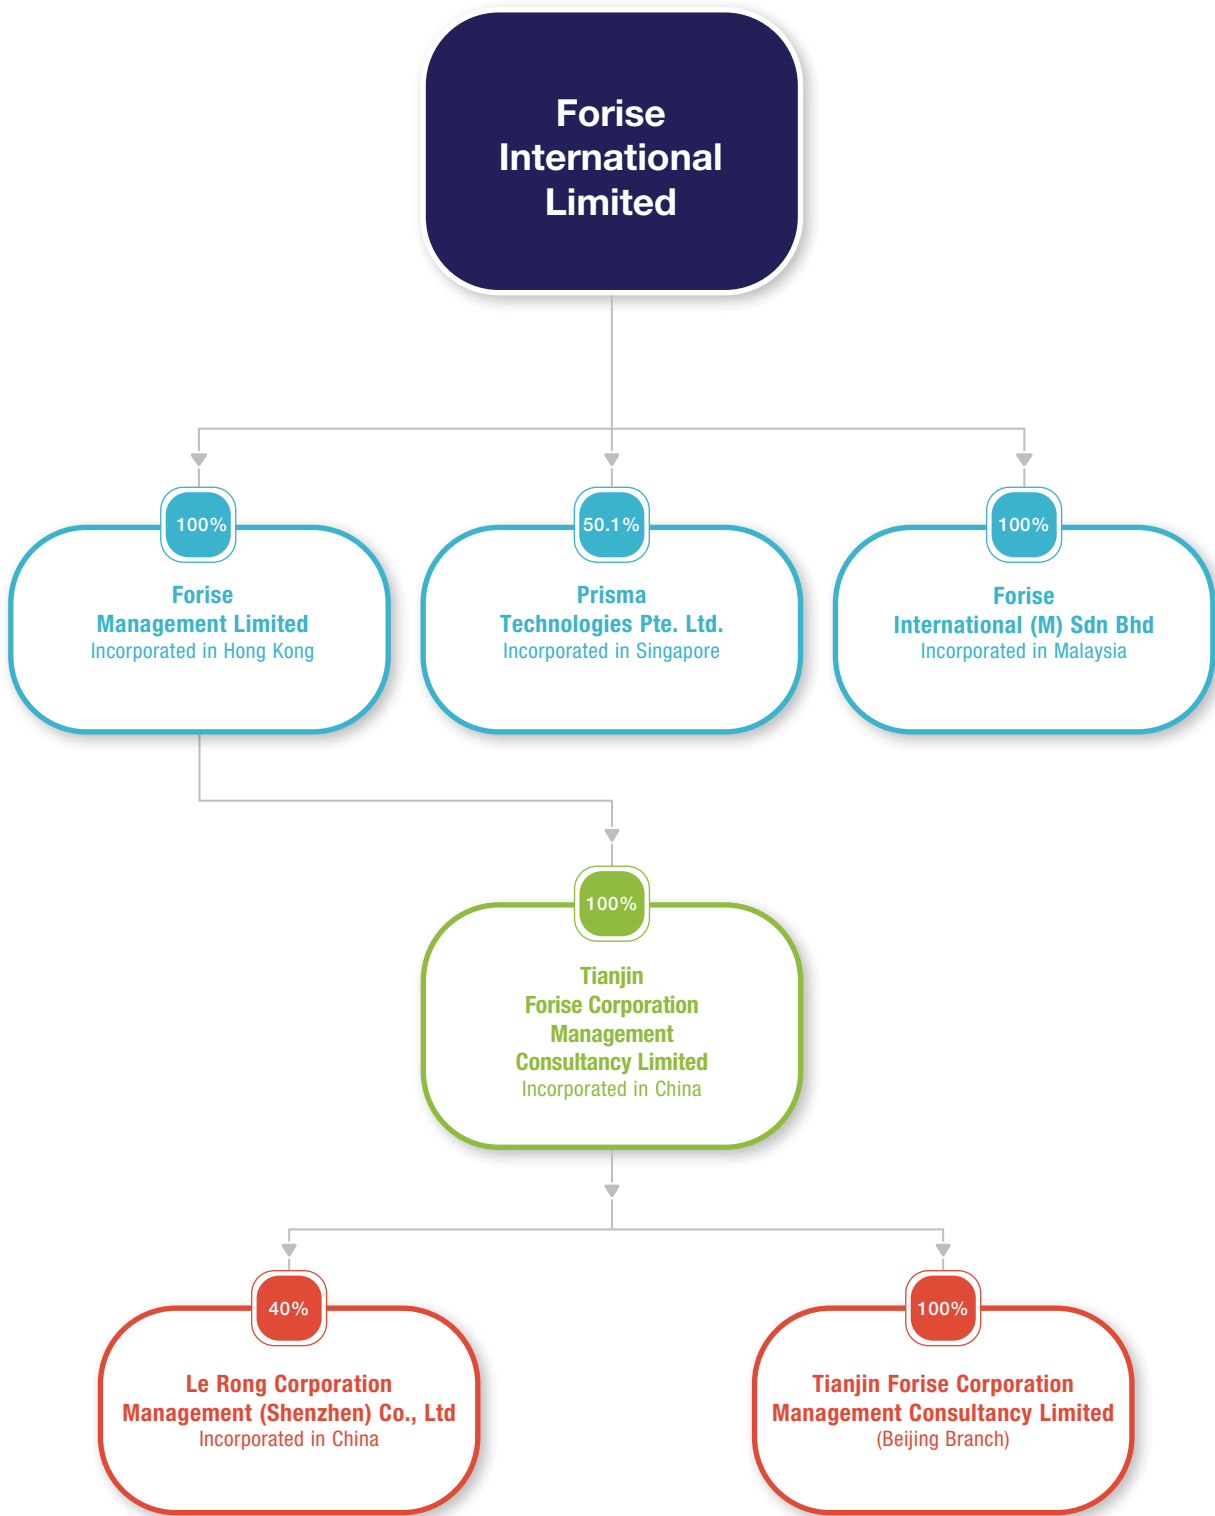 Forise
International
Limited
100%
Forise
Management Limited
Incorporated in Hong Kong
50.1%
Prisma
Technologies Pte. Ltd.
Incorporated in Singapore
100%
Forise
International (M) Sdn Bhd
Incorporated in Malaysia
100%
Tianjin
Forise Corporation
Management
Consultancy Limited
Incorporated in China
40%
Le Rong Corporation
Management (Shenzhen) Co., Ltd
Incorporated in China
100%
Tianjin Forise Corporation
Management Consultancy Limited
(Beijing Branch)